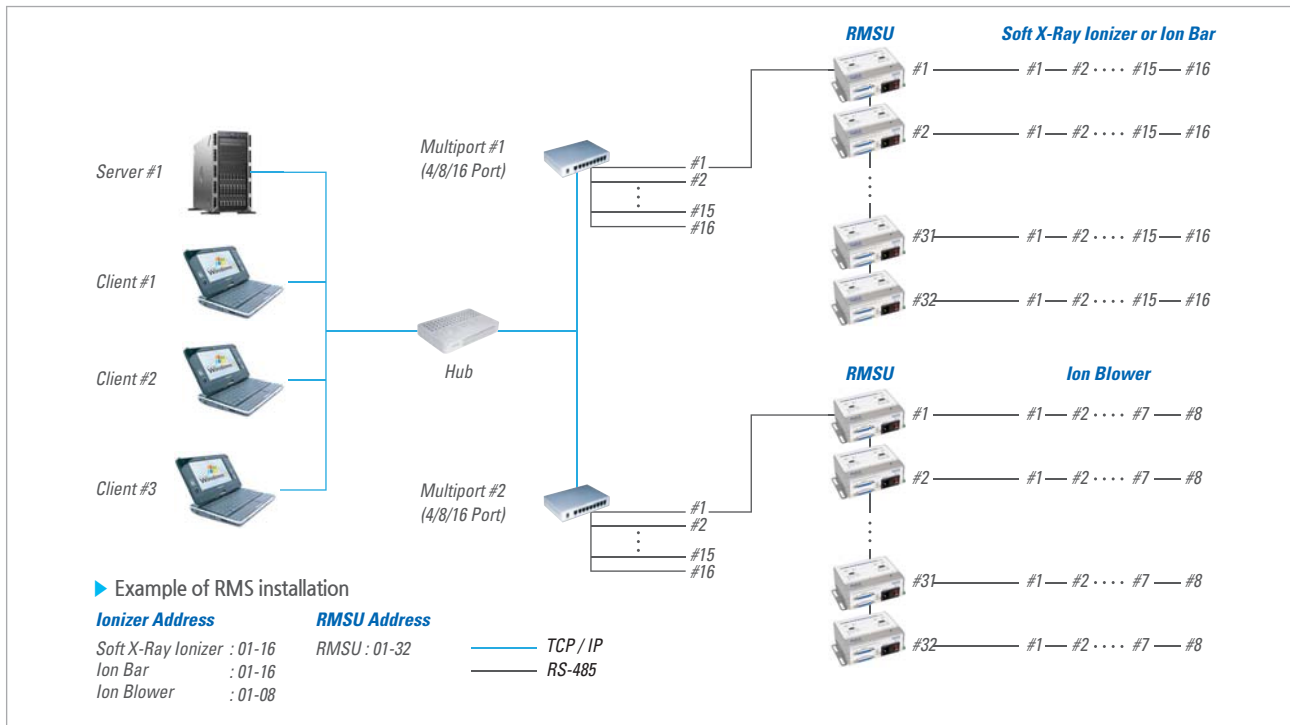 RMSU Soft X-Ray Ionizer or Ion Bar
#1 #1 #2 #15 #16
#2 #1 #2 #15 #16
#31 #1 #2 #15 #16
#32 #1 #2 #15 #16
Server #1
Client #1
Client #2
Client #3
Hub
Multiport #1
(4/8/16 Port)
#1
#2
#15
#16
Multiport #2
(4/8/16 Port)
#1
#2
#15
#16
RMSU Ion Blower
#1 #1 #2 #7 #8
#2 #1 #2 #7 #8
#31 #1 #2 #7 #8
#32 #1 #2 #7 #8
Windows
Windows
Windows
Example of RMS installation
Ionizer Address
Soft X-Ray Ionizer : 01-16
Ion Bar : 01-16
Ion Blower : 01-08
RMSU Address
RMSU : 01-32
TCP / IP
RS-485